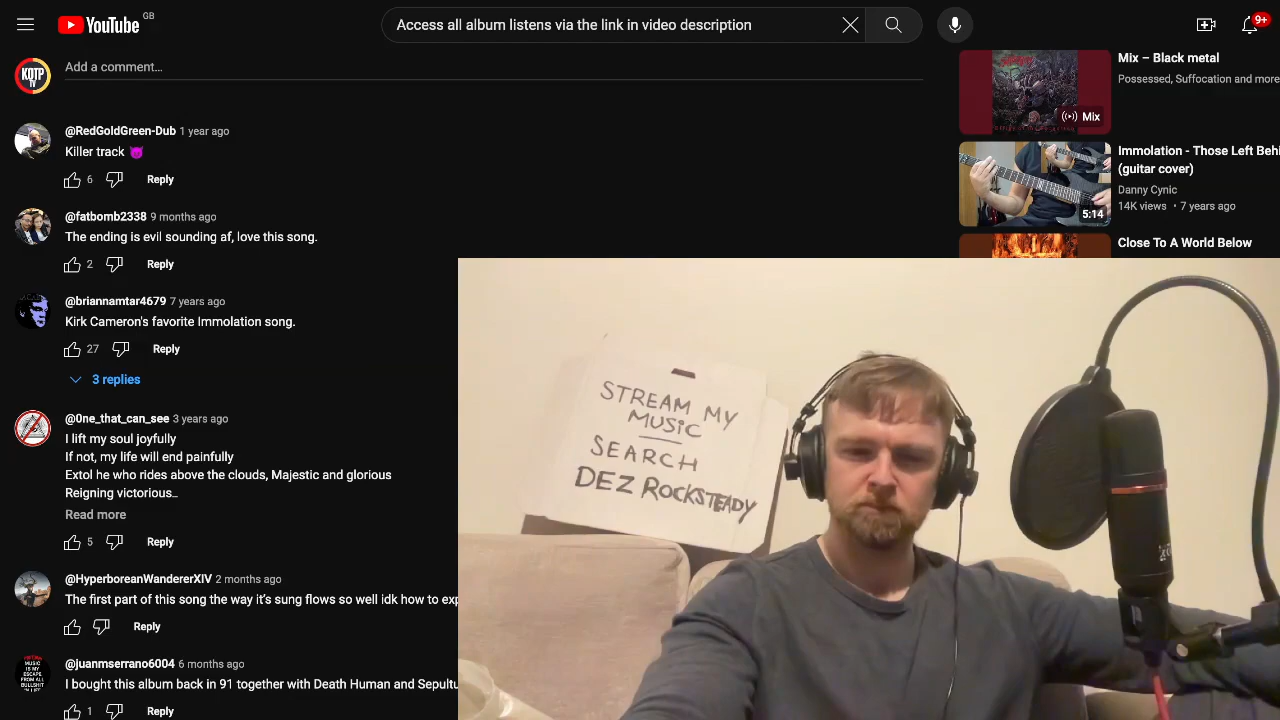 GB
YouTube
Access all album listens via the link in video description
9+
KOTP
TV
Add a comment…
@RedGoldGreen-Dub 1 year ago
Killer track 😈
6 Reply
@fatbomb2338 9 months ago
The ending is evil sounding af, love this song.
2 Reply
@briannamtar4679 7 years ago
Kirk Cameron's favorite Immolation song.
27 Reply
3 replies
@0ne_that_can_see 3 years ago
I lift my soul joyfully
If not, my life will end painfully
Extol he who rides above the clouds, Majestic and glorious
Reigning victorious…
Read more
5 Reply
@HyperboreanWandererXIV 2 months ago
The first part of this song the way it's sung flows so well idk how to exp
Reply
@juanmserrano6004 6 months ago
I bought this album back in 91 together with Death Human and Sepultu
1 Reply
Mix – Black metal
Possessed, Suffocation and more
Mix
Immolation - Those Left Behi
(guitar cover)
Danny Cynic
14K views • 7 years ago
5:14
Close To A World Below
STREAM MY
MUSIC
SEARCH
DEZ ROCKSTEADY